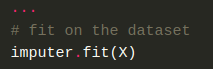 ...
# fit on the dataset
imputer.fit(X)